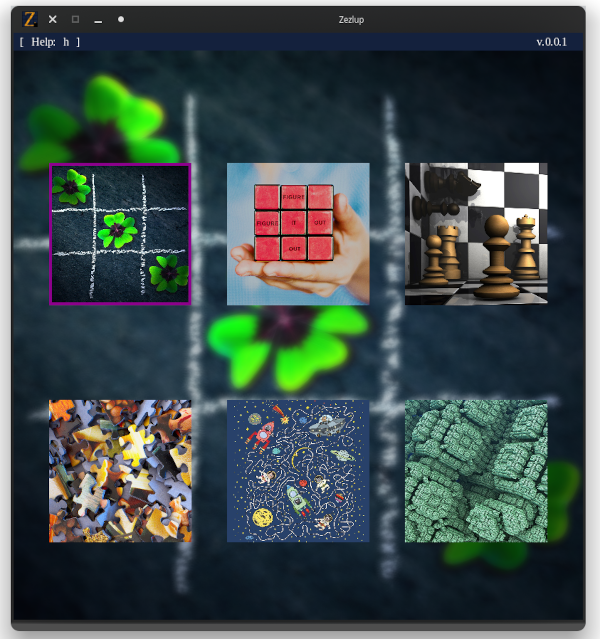 Z
Zezlup
[ Help: h ]
v.0.0.1
FIGURE
FIGURE IT OUT
OUT